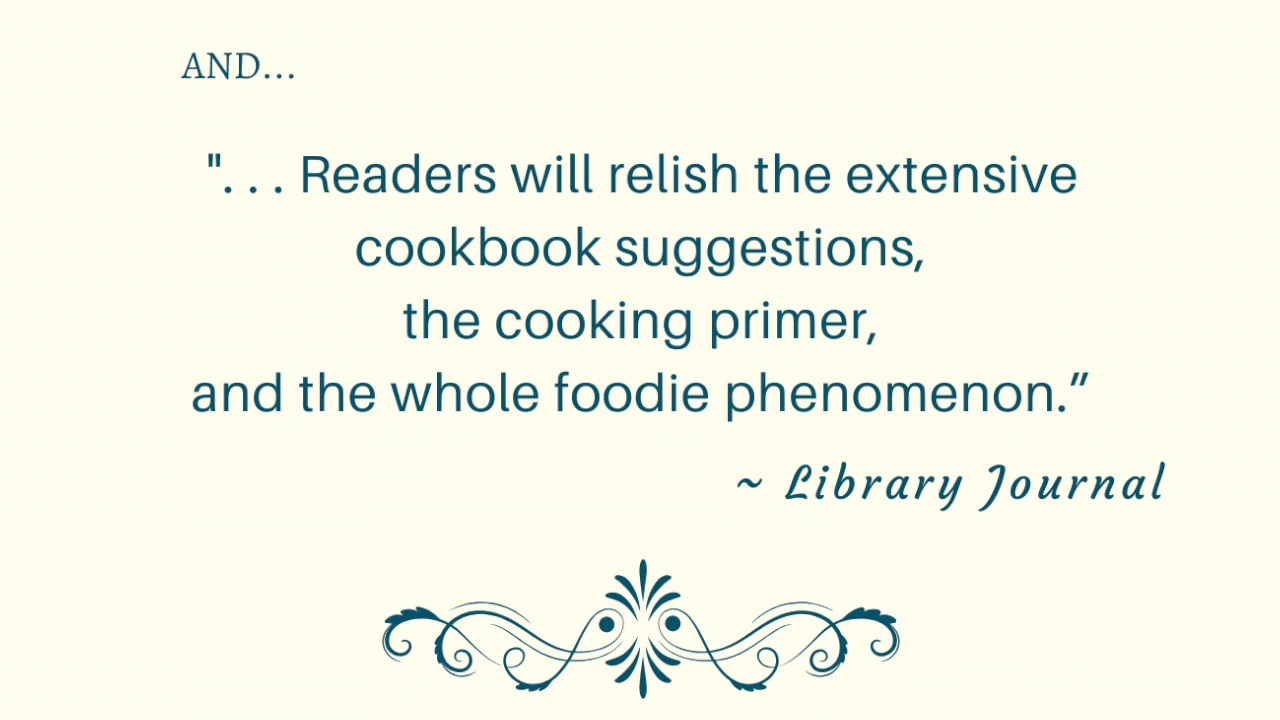 AND...
". . . Readers will relish the extensive
cookbook suggestions,
the cooking primer,
and the whole foodie phenomenon.”
~ Library Journal